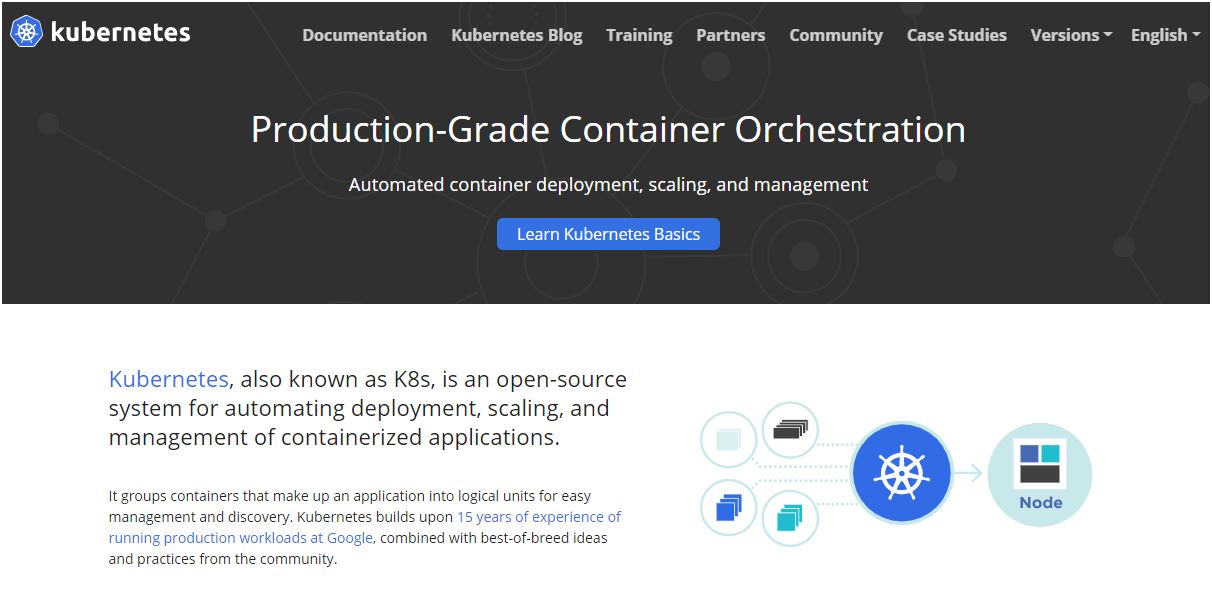 kubernetes
Documentation Kubernetes Blog Training Partners Community Case Studies Versions English
Production-Grade Container Orchestration
Automated container deployment, scaling, and management
Learn Kubernetes Basics
Kubernetes, also known as K8s, is an open-source
system for automating deployment, scaling, and
management of containerized applications.
It groups containers that make up an application into logical units for easy
management and discovery. Kubernetes builds upon 15 years of experience of
running production workloads at Google, combined with best-of-breed ideas
and practices from the community.
Node